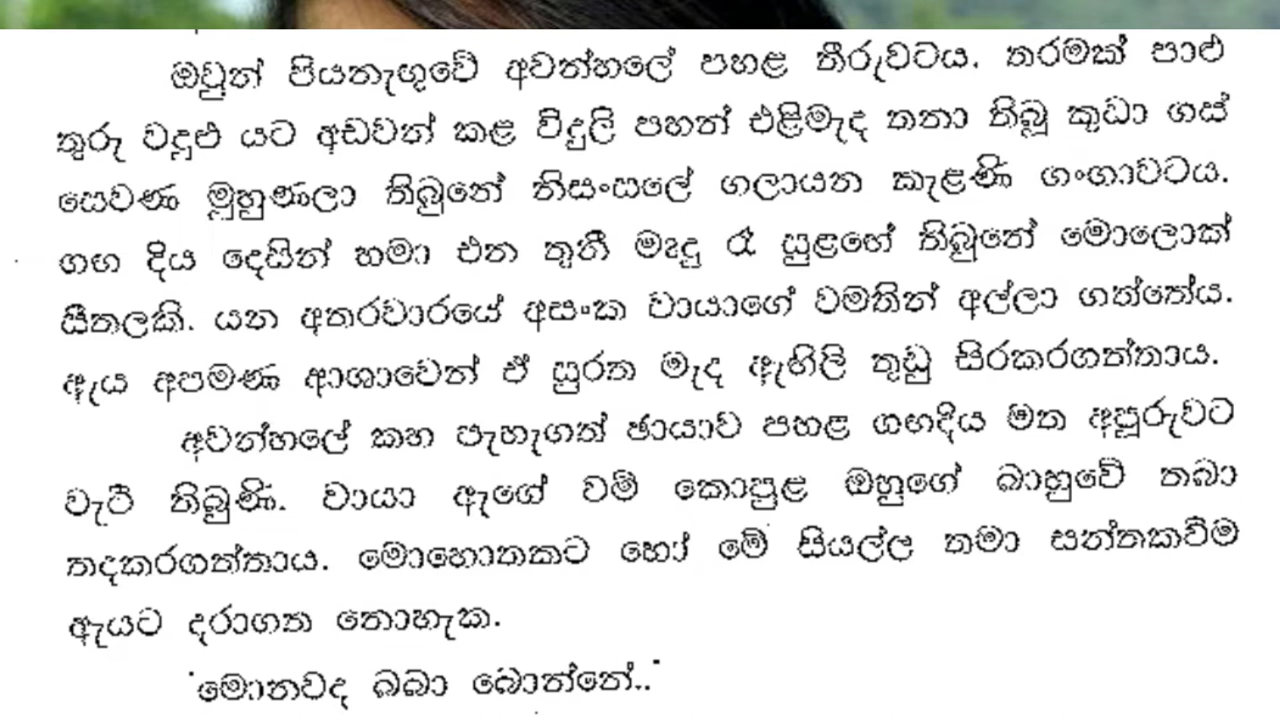 ඔවුන් පියනැඟුවේ අවන්හලේ පහළ තීරුවටය. තරමක් පාළු
තුරු වදුළු යට අඩවන් කළ විදුලි පහන් එළිමැද තනා තිබූ කුඩා ගස්
සෙවණ මූහුණලා තිබුනේ නිසංසලේ ගලායන කැළණි ගංගාවටය.
ගඟ දිය දෙසින් හමා එන තුනී මෘදු රෑ සුළඟේ තිබුනේ මොලොක්
සීතලකි. යන අතරවාරයේ අසංක චායාගේ වමතින් අල්ලා ගත්තේය.
ඇය අපමණ ආශාවෙන් ඒ සුරත මැද ඇඟිලි තුඩු සිරකරගත්තාය.
අවන්හලේ කහ පැහැගත් ඡායාව පහළ ගඟදිය මත අපූරුවට
වැටී තිබුණි. චායා ඇගේ වම් කොපුළ ඔහුගේ බාහුවේ තබා
තදකරගත්තාය. මොහොතකට හෝ මේ සියල්ල තමා සන්තකවීම
ඇයට දරාගත නොහැක.
'මොනවද බබා බොන්නේ..'